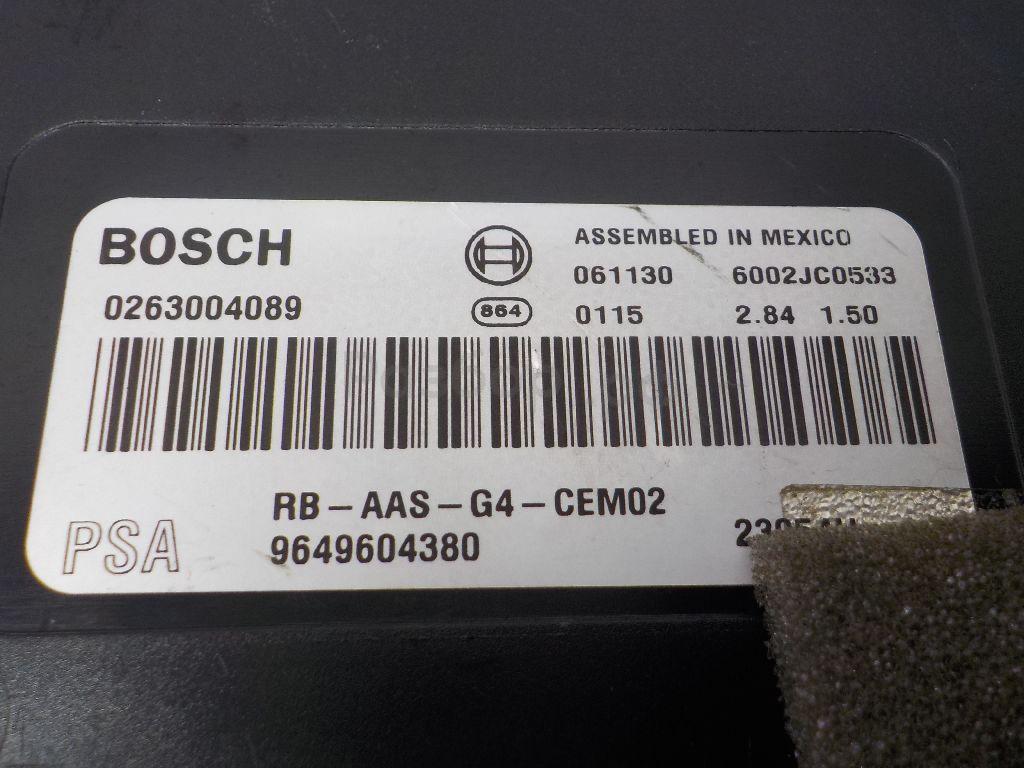 BOSCH
ASSEMBLED IN MEXICO
061130 6002JC0533
0263004089
864
0115 2.84 1.50
RB-AAS-G4-CEM02
PSA
9649604380